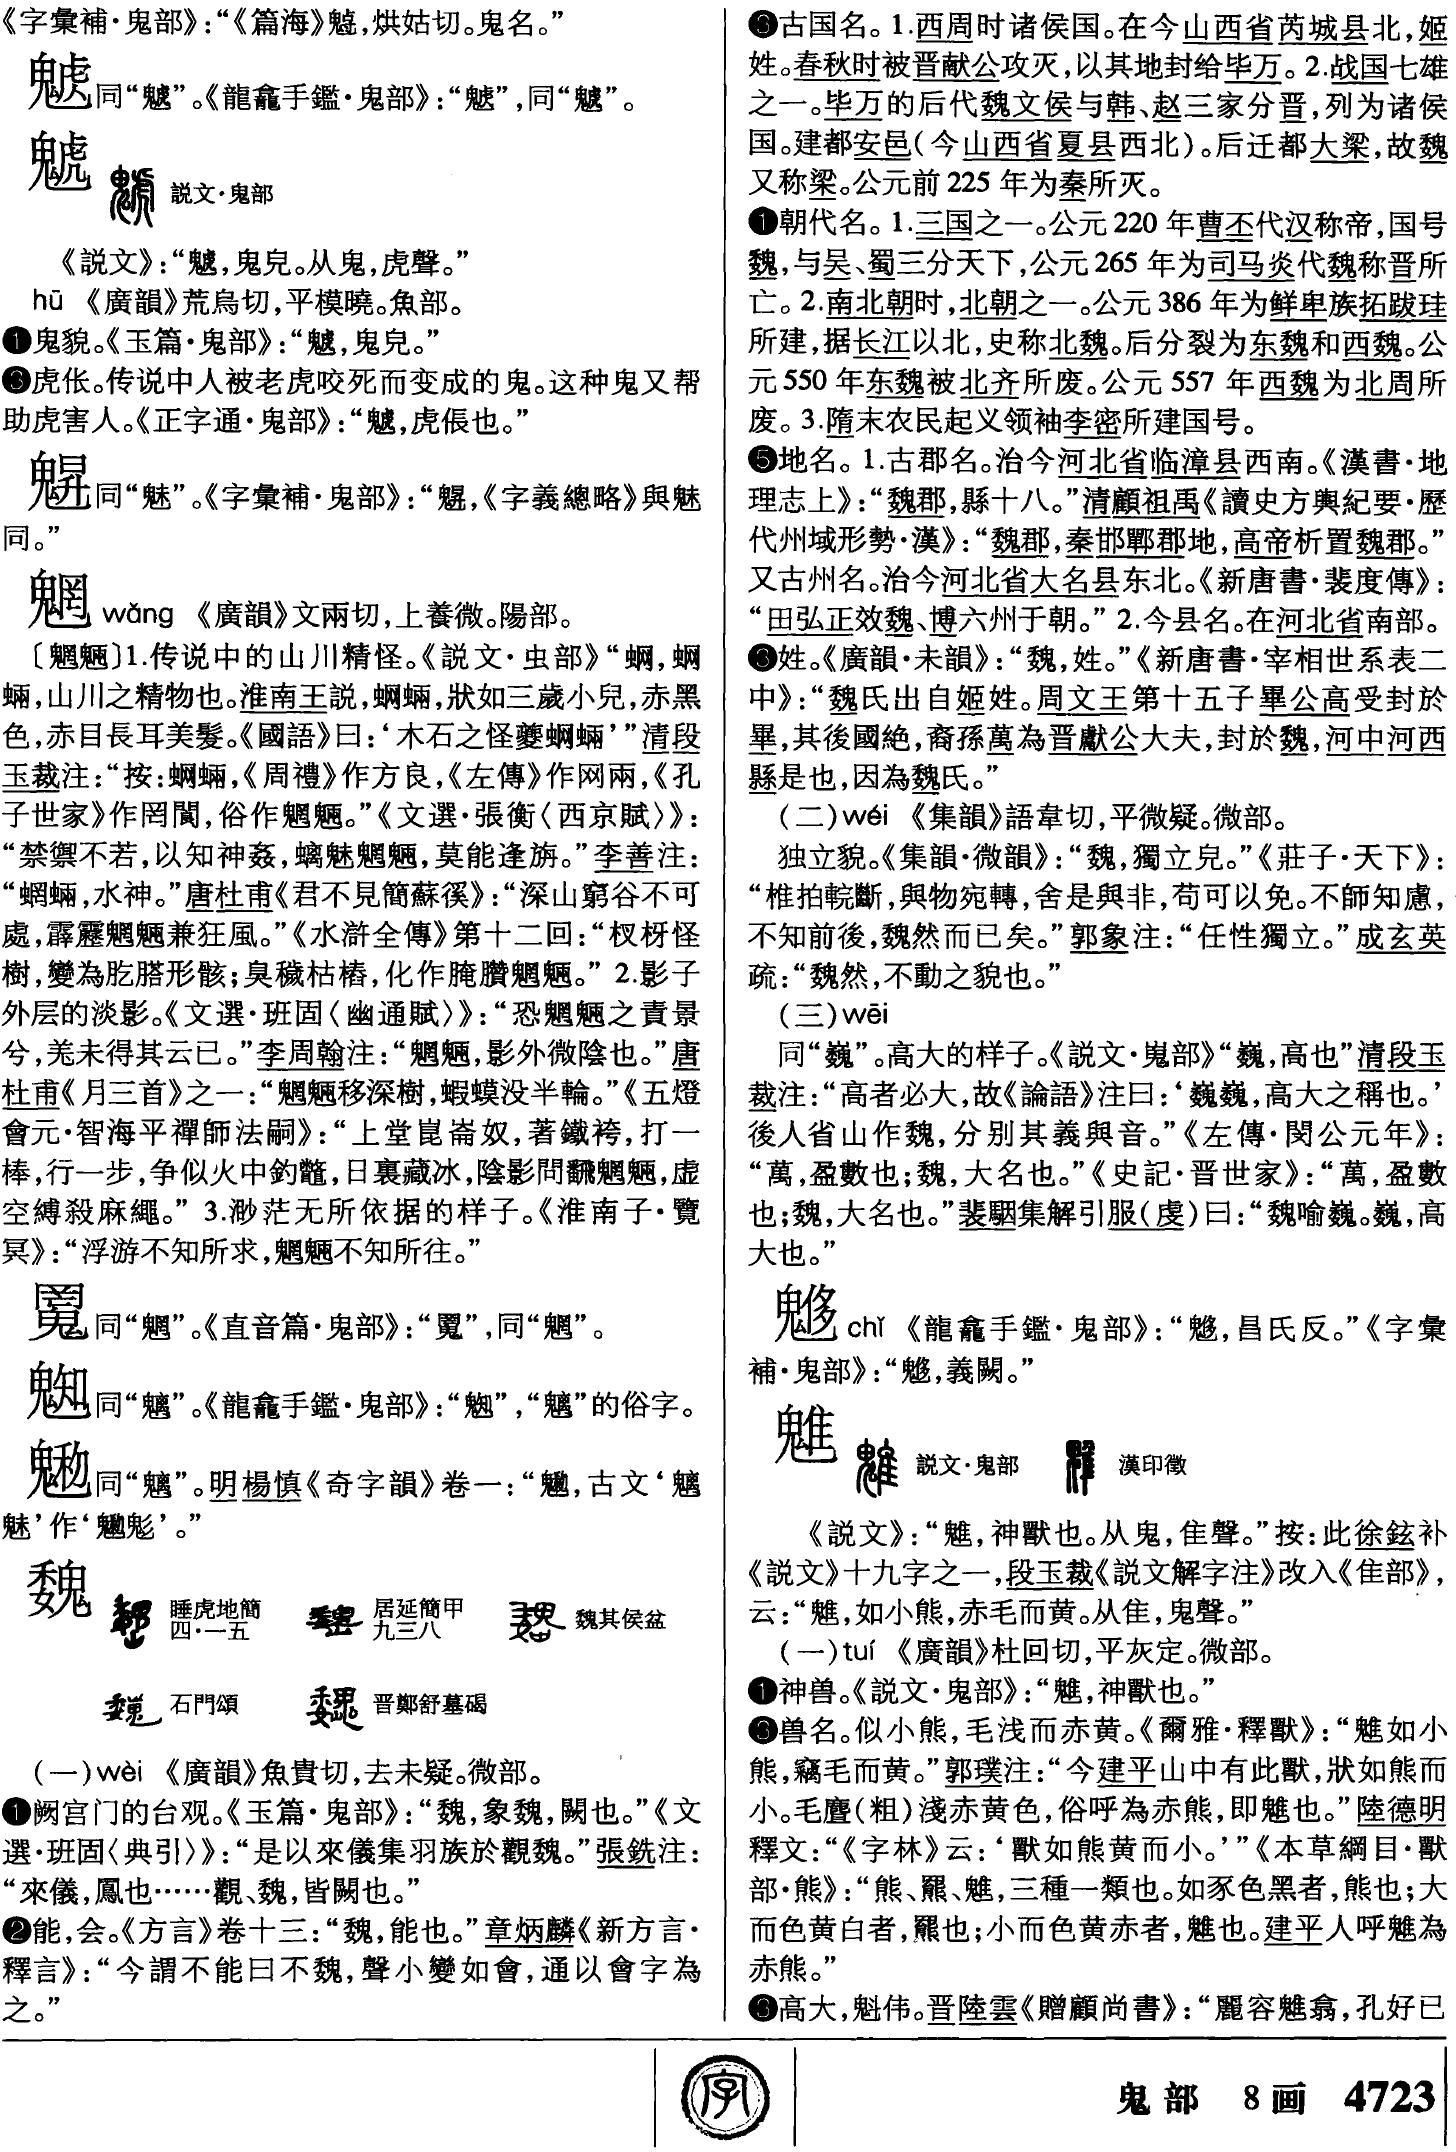 《字彙補·鬼部》：“《篇海》魖，烘姑切。鬼名。”
同“䰧”。《龍龕手鑑·鬼部》：“䰧”，同“䰧”。
説文·鬼部
《説文》：“䰧，鬼皃。从鬼，虎聲。”
hū 《廣韻》荒烏切，平模曉。魚部。
❶鬼貌。《玉篇·鬼部》：“䰧，鬼皃。”
❸虎伥。传说中人被老虎咬死而变成的鬼。这种鬼又帮
助虎害人。《正字通·鬼部》：“䰧，虎倀也。”
同“魅”。《字彙補·鬼部》：“，《字義總略》與魅
同。”
魍 wǎng 《廣韻》文兩切，上養微。陽部。
〔魍魎〕1.传说中的山川精怪。《説文·虫部》“蛧，蛧
蜽，山川之精物也。淮南王説，蛧蜽，狀如三歲小兒，赤黑
色，赤目長耳美髮。《國語》曰：‘木石之怪夔蛧蜽’”清段
玉裁注：“按：蛧蜽，《周禮》作方良，《左傳》作网兩，《孔
子世家》作罔閬，俗作魍魎。”《文選·張衡〈西京賦〉》：
“禁禦不若，以知神姦，螭魅魍魎，莫能逢旃。”李善注：
“蝄蜽，水神。”唐杜甫《君不見簡蘇徯》：“深山窮谷不可
處，霹靂魍魎兼狂風。”《水滸全傳》第十二回：“杈枒怪
樹，變為肐膪形骸；臭穢枯樁，化作腌臢魍魎。” 2.影子
外层的淡影。《文選·班固〈幽通賦〉》：“恐魍魎之責景
兮，羌未得其云已。”李周翰注：“魍魎，影外微陰也。”唐
杜甫《月三首》之一：“魍魎移深樹，蝦蟆没半輪。”《五燈
會元·智海平禪師法嗣》：“上堂崑崙奴，著鐵袴，打一
棒，行一步，争似火中釣鼈，日裏藏冰，陰影問飜魍魎，虚
空縛殺麻繩。” 3.渺茫无所依据的样子。《淮南子·覽
冥》：“浮游不知所求，魍魎不知所往。”
同“魍”。《直音篇·鬼部》：“”，同“魍”。
同“魑”。《龍龕手鑑·鬼部》：“”，“魑”的俗字。
同“魑”。明楊慎《奇字韻》卷一：“，古文‘魑
魅’作‘鬽’。”
魏 睡虎地簡四·一五 居延簡甲九三八 魏其侯盆
石門頌 晋鄭舒墓碣
（一）wèi 《廣韻》魚貴切，去未疑。微部。
❶阙宫门的台观。《玉篇·鬼部》：“魏，象魏，闕也。”《文
選·班固〈典引〉》：“是以來儀集羽族於觀魏。”張銑注：
“來儀，鳳也……觀、魏，皆闕也。”
❷能，会。《方言》卷十三：“魏，能也。”章炳麟《新方言·
釋言》：“今謂不能曰不魏，聲小變如會，通以會字為
之。”
❸古国名。1.西周时诸侯国。在今山西省芮城县北，姬
姓。春秋时被晋献公攻灭，以其地封给毕万。2.战国七雄
之一。毕万的后代魏文侯与韩、赵三家分晋，列为诸侯
国。建都安邑（今山西省夏县西北）。后迁都大梁，故魏
又称梁。公元前225年为秦所灭。
❶朝代名。1.三国之一。公元220年曹丕代汉称帝，国号
魏，与吴、蜀三分天下，公元265年为司马炎代魏称晋所
亡。2.南北朝时，北朝之一。公元386年为鲜卑族拓跋珪
所建，据长江以北，史称北魏。后分裂为东魏和西魏。公
元550年东魏被北齐所废。公元557年西魏为北周所
废。3.隋末农民起义领袖李密所建国号。
❺地名。1.古郡名。治今河北省临漳县西南。《漢書·地
理志上》：“魏郡，縣十八。”清顧祖禹《讀史方輿紀要·歷
代州域形勢·漢》：“魏郡，秦邯鄲郡地，高帝析置魏郡。”
又古州名。治今河北省大名县东北。《新唐書·裴度傳》：
“田弘正效魏、博六州于朝。” 2.今县名。在河北省南部。
❸姓。《廣韻·未韻》：“魏，姓。”《新唐書·宰相世系表二
中》：“魏氏出自姬姓。周文王第十五子畢公高受封於
畢，其後國絶，裔孫萬為晋獻公大夫，封於魏，河中河西
縣是也，因為魏氏。”
（二）wéi 《集韻》語韋切，平微疑。微部。
独立貌。《集韻·微韻》：“魏，獨立皃。”《莊子·天下》：
“椎拍輐斷，與物宛轉，舍是與非，苟可以免。不師知慮，
不知前後，魏然而已矣。”郭象注：“任性獨立。”成玄英
疏：“魏然，不動之貌也。”
（三）wēi
同“巍”。高大的样子。《説文·嵬部》“巍，高也”清段玉
裁注：“高者必大，故《論語》注曰：‘巍巍，高大之稱也。’
後人省山作魏，分别其義與音。”《左傳·閔公元年》：
“萬，盈數也；魏，大名也。”《史記·晋世家》：“萬，盈數
也；魏，大名也。”裴駰集解引服（虔）曰：“魏喻巍。巍，高
大也。”
chǐ 《龍龕手鑑·鬼部》：“，昌氏反。”《字彙
補·鬼部》：“，義闕。”
魋 説文·鬼部 漢印徵
《説文》：“魋，神獸也。从鬼，隹聲。”按：此徐鉉补
《説文》十九字之一，段玉裁《説文解字注》改入《隹部》，
云：“魋，如小熊，赤毛而黄。从隹，鬼聲。”
（一）tuí 《廣韻》杜回切，平灰定。微部。
❶神兽。《説文·鬼部》：“魋，神獸也。”
❸兽名。似小熊，毛浅而赤黄。《爾雅·釋獸》：“魋如小
熊，竊毛而黄。”郭璞注：“今建平山中有此獸，狀如熊而
小。毛麆（粗）淺赤黄色，俗呼為赤熊，即魋也。”陸德明
釋文：“《字林》云：‘獸如熊黄而小。’”《本草綱目·獸
部·熊》：“熊、羆、魋，三種一類也。如豕色黑者，熊也；大
而色黄白者，羆也；小而色黄赤者，魋也。建平人呼魋為
赤熊。”
❸高大，魁伟。晋陸雲《贈顧尚書》：“麗容魋翕，孔好已
字
鬼部 8画 4723